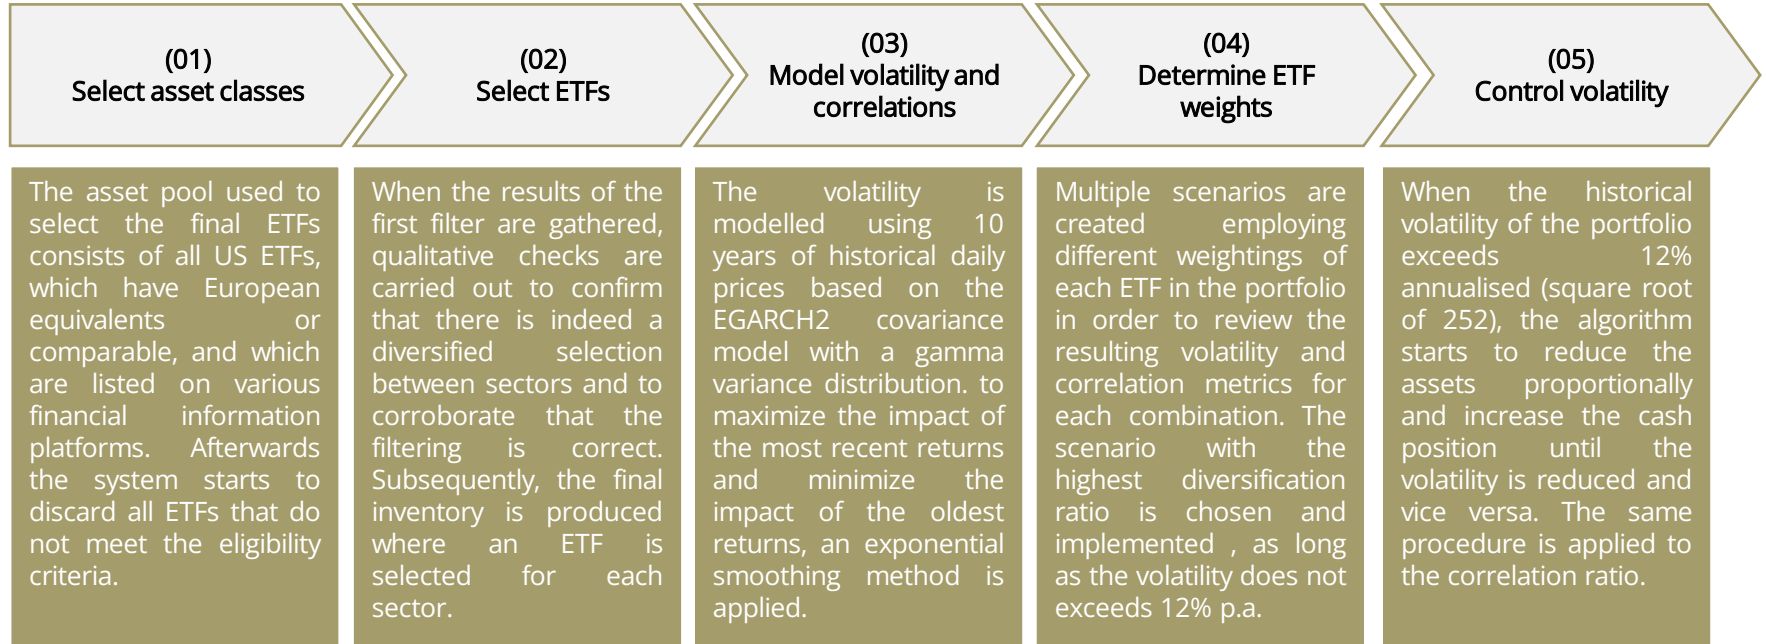 (01)
Select asset classes
(02)
Select ETFs
(03)
Model volatility and
correlations
(04)
Determine ETF
weights
(05)
Control volatility
The asset pool used to
select the final ETFs
consists of all US ETFs,
which have European
equivalents or
comparable, and which
are listed on various
financial information
platforms. Afterwards
the system starts to
discard all ETFs that do
not meet the eligibility
criteria.
When the results of the
first filter are gathered,
qualitative checks are
carried out to confirm
that there is indeed a
diversified selection
between sectors and to
corroborate that the
filtering is correct.
Subsequently, the final
inventory is produced
where an ETF is
selected for each
sector.
The volatility is
modelled using 10
years of historical daily
prices based on the
EGARCH2 covariance
model with a gamma
variance distribution. to
maximize the impact of
the most recent returns
and minimize the
impact of the oldest
returns, an exponential
smoothing method is
applied.
Multiple scenarios are
created employing
different weightings of
each ETF in the portfolio
in order to review the
resulting volatility and
correlation metrics for
each combination. The
scenario with the
highest diversification
ratio is chosen and
implemented , as long
as the volatility does not
exceeds 12% p.a.
When the historical
volatility of the portfolio
exceeds 12%
annualised (square root
of 252), the algorithm
starts to reduce the
assets proportionally
and increase the cash
position until the
volatility is reduced and
vice versa. The same
procedure is applied to
the correlation ratio.